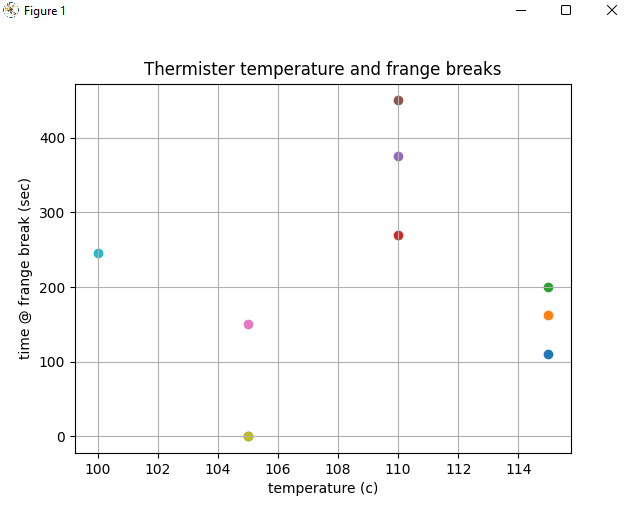 Figure 1
Thermister temperature and frange breaks
time @ frange break (sec)
400
300
200
100
0
100 102 104 106 108 110 112 114
temperature (c)